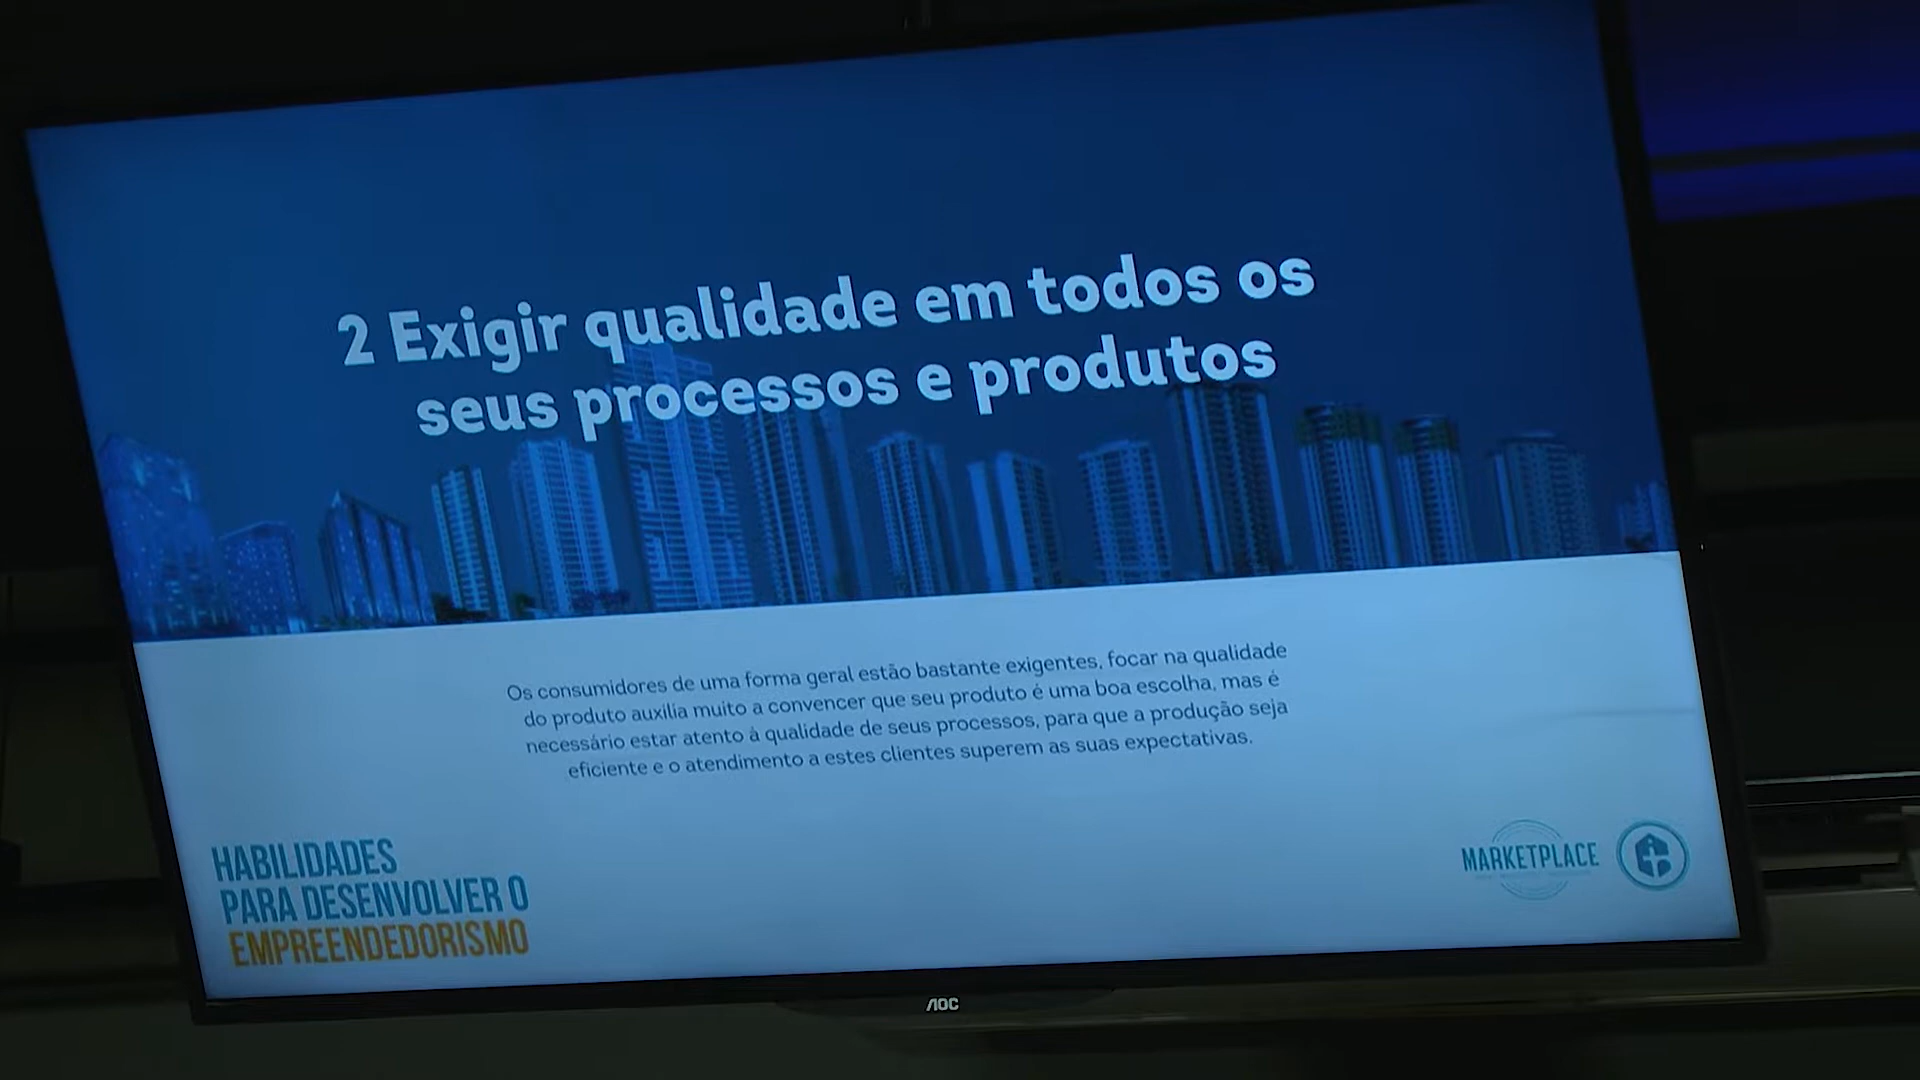 2 Exigir qualidade em todos os
seus processos e produtos
Os consumidores de uma forma geral estão bastante exigentes, focar na qualidade
do produto auxilia muito a convencer que seu produto é uma boa escolha, mas é
necessário estar atento à qualidade de seus processos, para que a produção seja
eficiente e o atendimento a estes clientes superem as suas expectativas.
HABILIDADES
PARA DESENVOLVER O
EMPREENDEDORISMO
MARKETPLACE
AOC